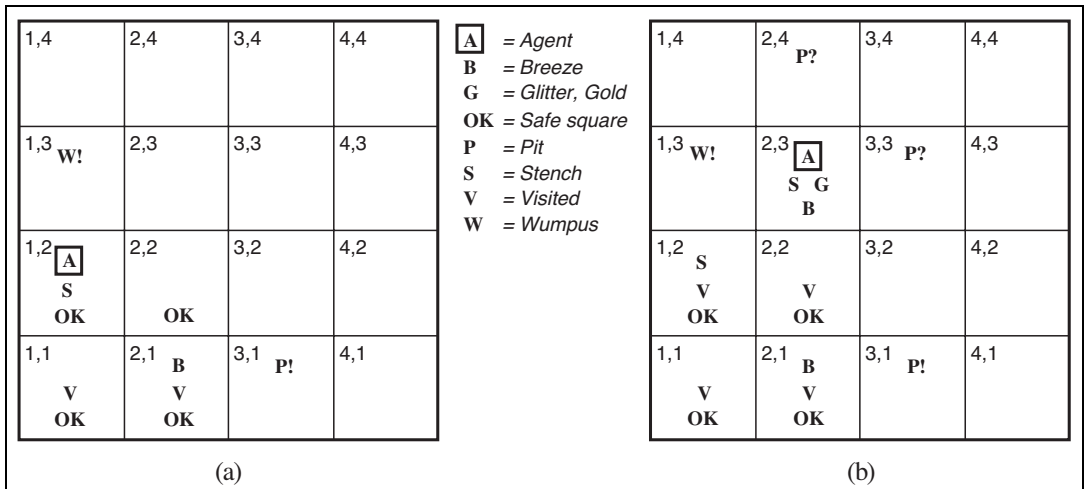 1,4 2,4 3,4 4,4
1,3 W! 2,3 3,3 4,3
1,2 A 2,2 3,2 4,2
S
OK OK
1,1 2,1 B 3,1 P! 4,1
V V
OK OK
(a)
A = Agent
B = Breeze
G = Glitter, Gold
OK = Safe square
P = Pit
S = Stench
V = Visited
W = Wumpus
1,4 2,4 P? 3,4 4,4
1,3 W! 2,3 A 3,3 P? 4,3
S G
B
1,2 S 2,2 3,2 4,2
V V
OK OK
1,1 2,1 B 3,1 P! 4,1
V V
OK OK
(b)